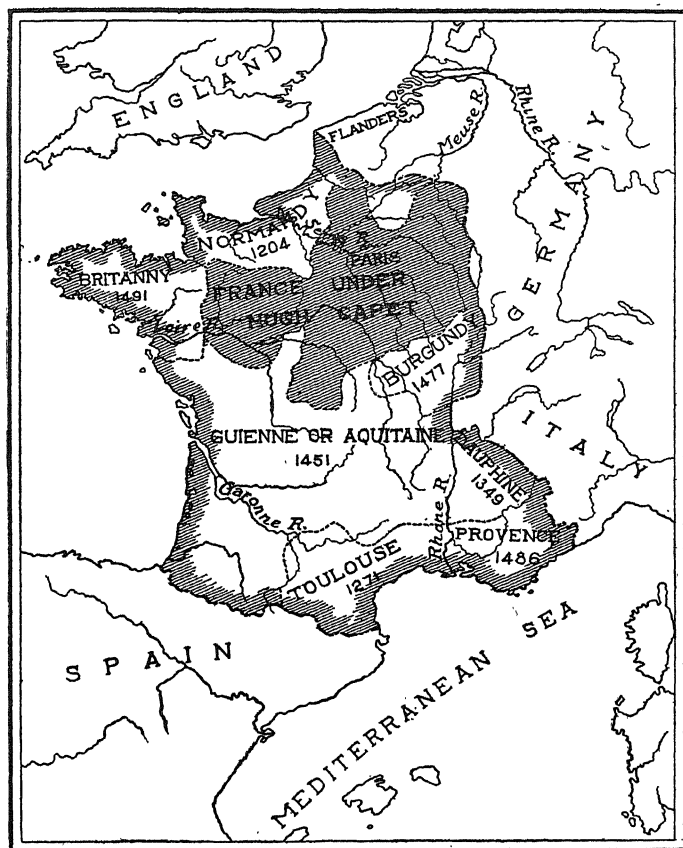 ENGLAND
FLANDERS
Meuse R.
Rhine R.
GERMANY
NORMANDY
1204
PARIS
BRITANNY
1491
FRANCE UNDER
HUGH CAPET
Loire
BURGUNDY
1477
GUIENNE OR AQUITAINE
1451
ITALY
DAUPHINE
1349
Garonne R.
Rhone R.
PROVENCE
1486
TOULOUSE
1271
SPAIN
MEDITERRANEAN SEA